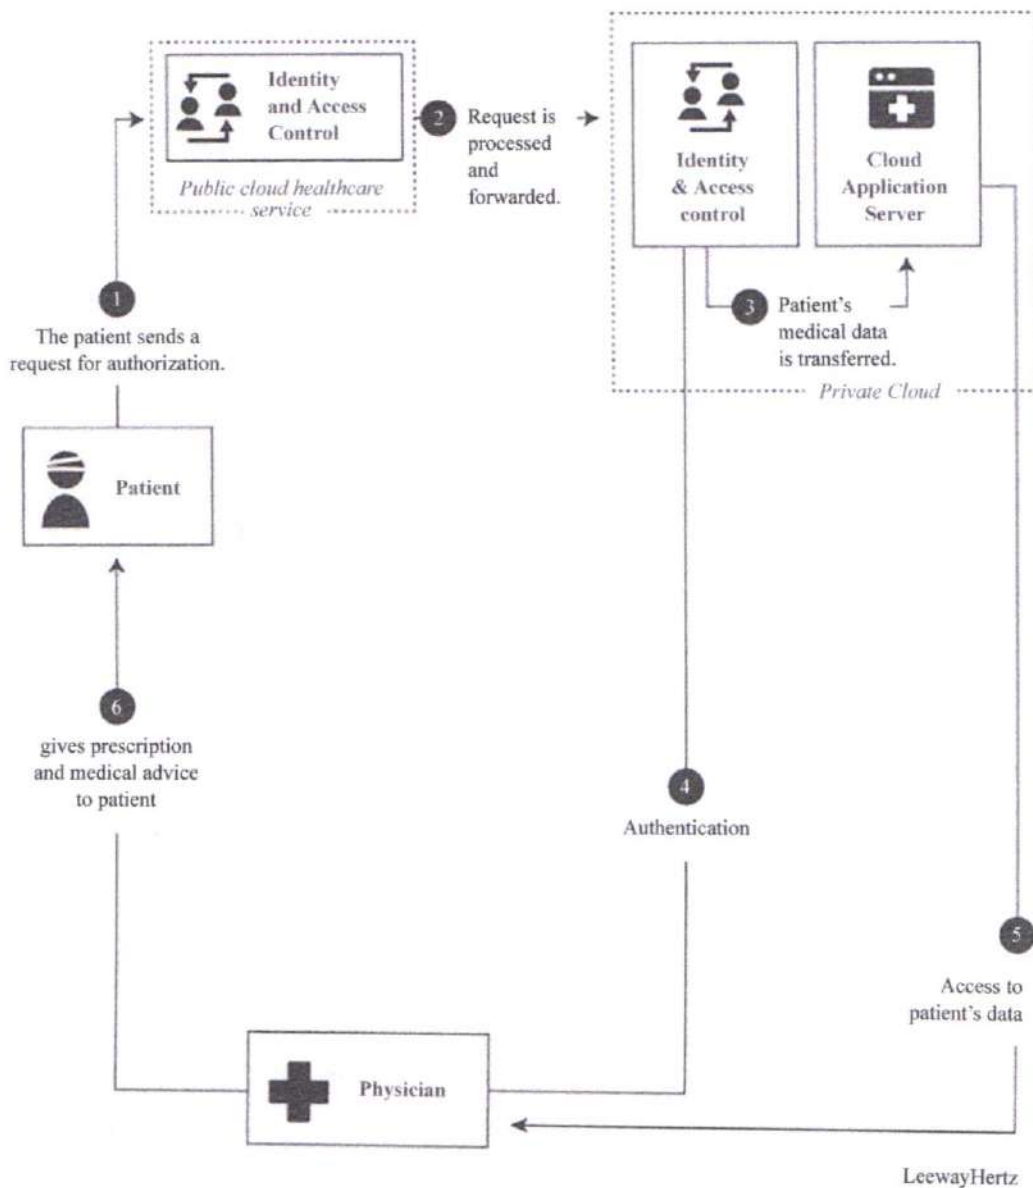 Identity
and Access
Control
Public cloud healthcare
service
2
Request is
processed
and
forwarded.
Identity
& Access
control
Cloud
Application
Server
3
Patient's
medical data
is transferred.
Private Cloud
1
The patient sends a
request for authorization.
Patient
6
gives prescription
and medical advice
to patient
4
Authentication
5
Access to
patient's data
Physician
LeewayHertz